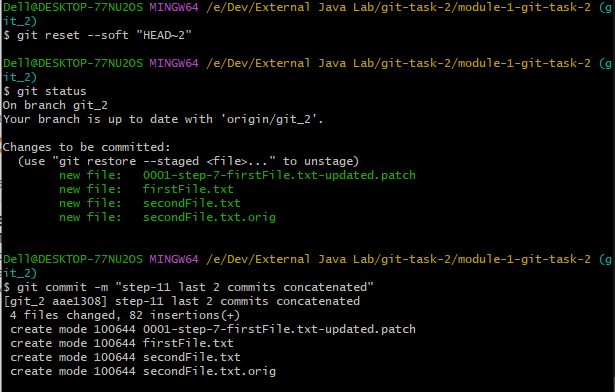 Dell@DESKTOP-77NU2OS MINGW64 /e/Dev/External Java Lab/git-task-2/module-1-git-task-2 (g
it_2)
$ git reset --soft "HEAD~2"
Dell@DESKTOP-77NU2OS MINGW64 /e/Dev/External Java Lab/git-task-2/module-1-git-task-2 (g
it_2)
$ git status
On branch git_2
Your branch is up to date with 'origin/git_2'.
Changes to be committed:
(use "git restore --staged <file>..." to unstage)
new file: 0001-step-7-firstFile.txt-updated.patch
new file: firstFile.txt
new file: secondFile.txt
new file: secondFile.txt.orig
Dell@DESKTOP-77NU2OS MINGW64 /e/Dev/External Java Lab/git-task-2/module-1-git-task-2 (g
it_2)
$ git commit -m "step-11 last 2 commits concatenated"
[git_2 aae1308] step-11 last 2 commits concatenated
4 files changed, 82 insertions(+)
create mode 100644 0001-step-7-firstFile.txt-updated.patch
create mode 100644 firstFile.txt
create mode 100644 secondFile.txt
create mode 100644 secondFile.txt.orig